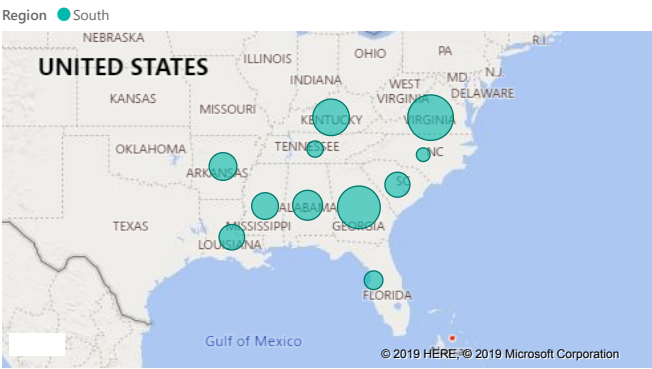 Region South
NEBRASKA
ILLINOIS
OHIO
PA
R.I.
UNITED STATES
INDIANA
WEST
VIRGINIA
MD.
N.J.
DELAWARE
KANSAS
MISSOURI
KENTUCKY
VIRGINIA
OKLAHOMA
TENNESSEE
NC
ARKANSAS
SC
MISSISSIPPI
ALABAMA
GEORGIA
TEXAS
LOUISIANA
FLORIDA
Gulf of Mexico
© 2019 HERE, © 2019 Microsoft Corporation